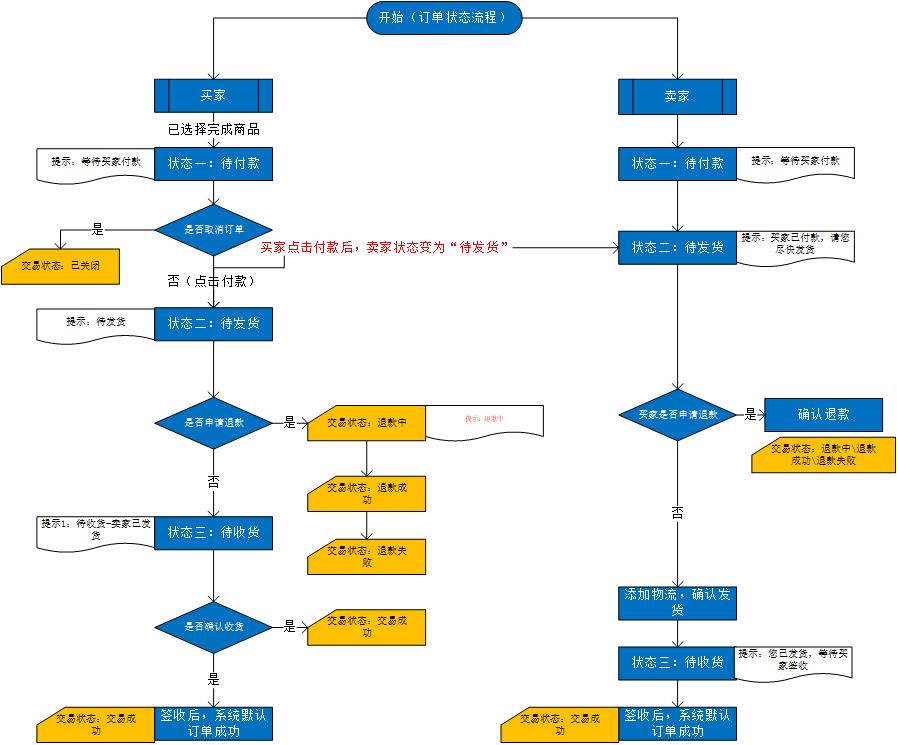 开始（订单状态流程）
买家
卖家
已选择完成商品
提示：等待买家付款
状态一：待付款
状态一：待付款
提示：等待买家付款
是否取消订单
是
交易状态：已关闭
买家点击付款后，卖家状态变为“待发货”
状态二：待发货
提示：买家已付款，请您
尽快发货
否（点击付款）
提示：待发货
状态二：待发货
是否申请退款
是
交易状态：退款中
提示：退款中
买家是否申请退款
是
确认退款
交易状态：退款中\退款
成功\退款失败
否
交易状态：退款成
功
提示1：待收货-卖家已发
货
状态三：待收货
交易状态：退款失
败
否
添加物流，确认发
货
是否确认收货
是
交易状态：交易成
功
状态三：待收货
提示：您已发货，等待买
家签收
是
交易状态：交易成
功
签收后，系统默认
订单成功
交易状态：交易成
功
签收后，系统默认
订单成功